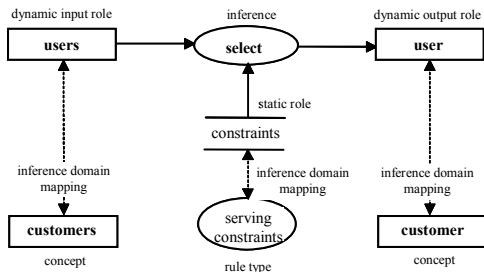 dynamic input role
inference
dynamic output role
users
select
user
static role
constraints
inference domain
mapping
inference domain
mapping
inference domain
mapping
customers
serving
constraints
customer
concept
rule type
concept